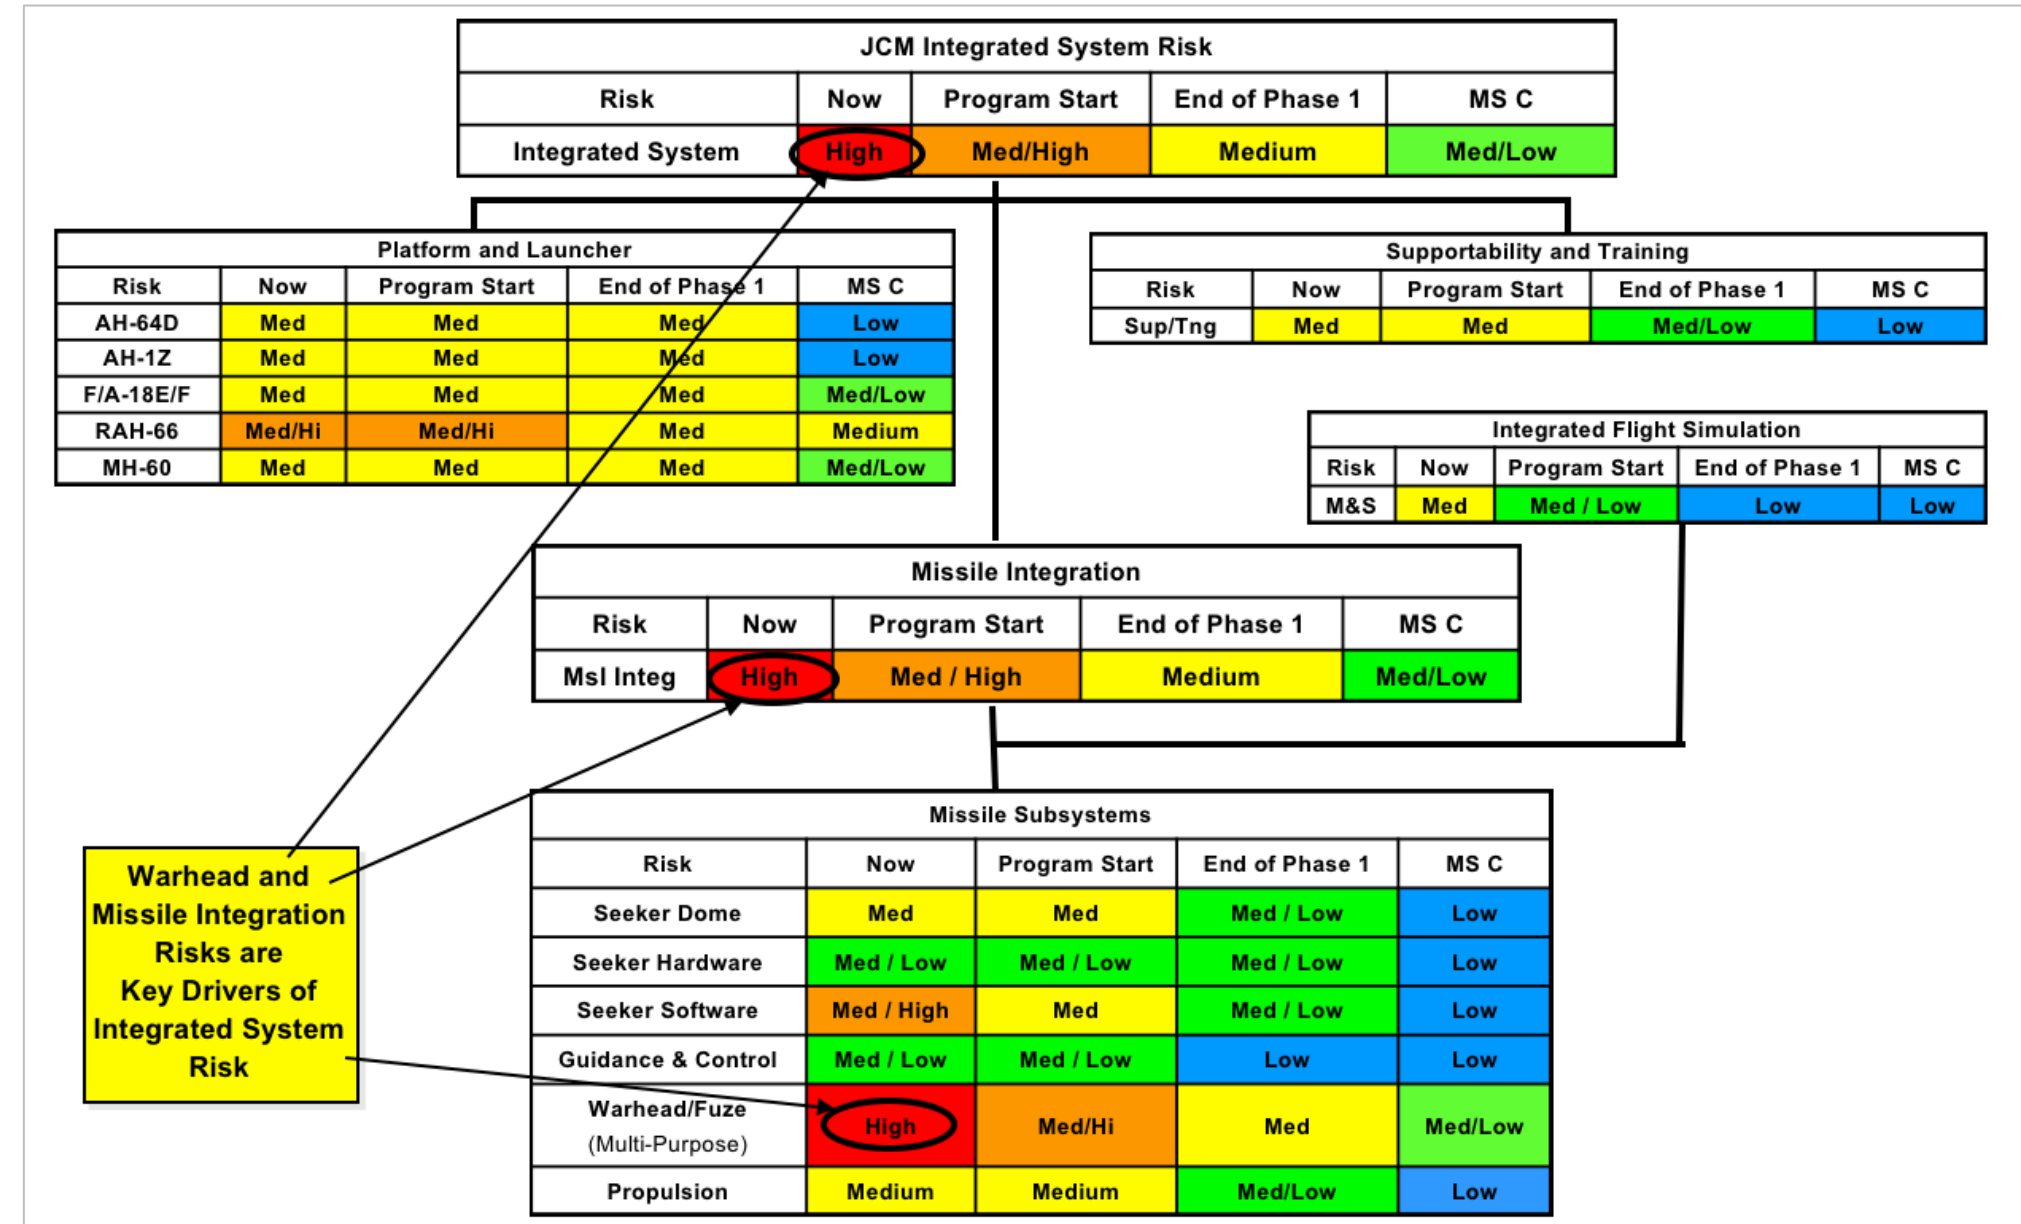 JCM Integrated System Risk
Risk Now Program Start End of Phase 1 MS C
Integrated System High Med/High Medium Med/Low
Platform and Launcher
Risk Now Program Start End of Phase 1 MS C
AH-64D Med Med Med Low
AH-1Z Med Med Med Low
F/A-18E/F Med Med Med Med/Low
RAH-66 Med/Hi Med/Hi Med Medium
MH-60 Med Med Med Med/Low
Supportability and Training
Risk Now Program Start End of Phase 1 MS C
Sup/Tng Med Med Med/Low Low
Integrated Flight Simulation
Risk Now Program Start End of Phase 1 MS C
M&S Med Med / Low Low Low
Missile Integration
Risk Now Program Start End of Phase 1 MS C
Msl Integ High Med / High Medium Med/Low
Warhead and
Missile Integration
Risks are
Key Drivers of
Integrated System
Risk
Missile Subsystems
Risk Now Program Start End of Phase 1 MS C
Seeker Dome Med Med Med / Low Low
Seeker Hardware Med / Low Med / Low Med / Low Low
Seeker Software Med / High Med Med / Low Low
Guidance & Control Med / Low Med / Low Low Low
Warhead/Fuze
(Multi-Purpose) High Med/Hi Med Med/Low
Propulsion Medium Medium Med/Low Low